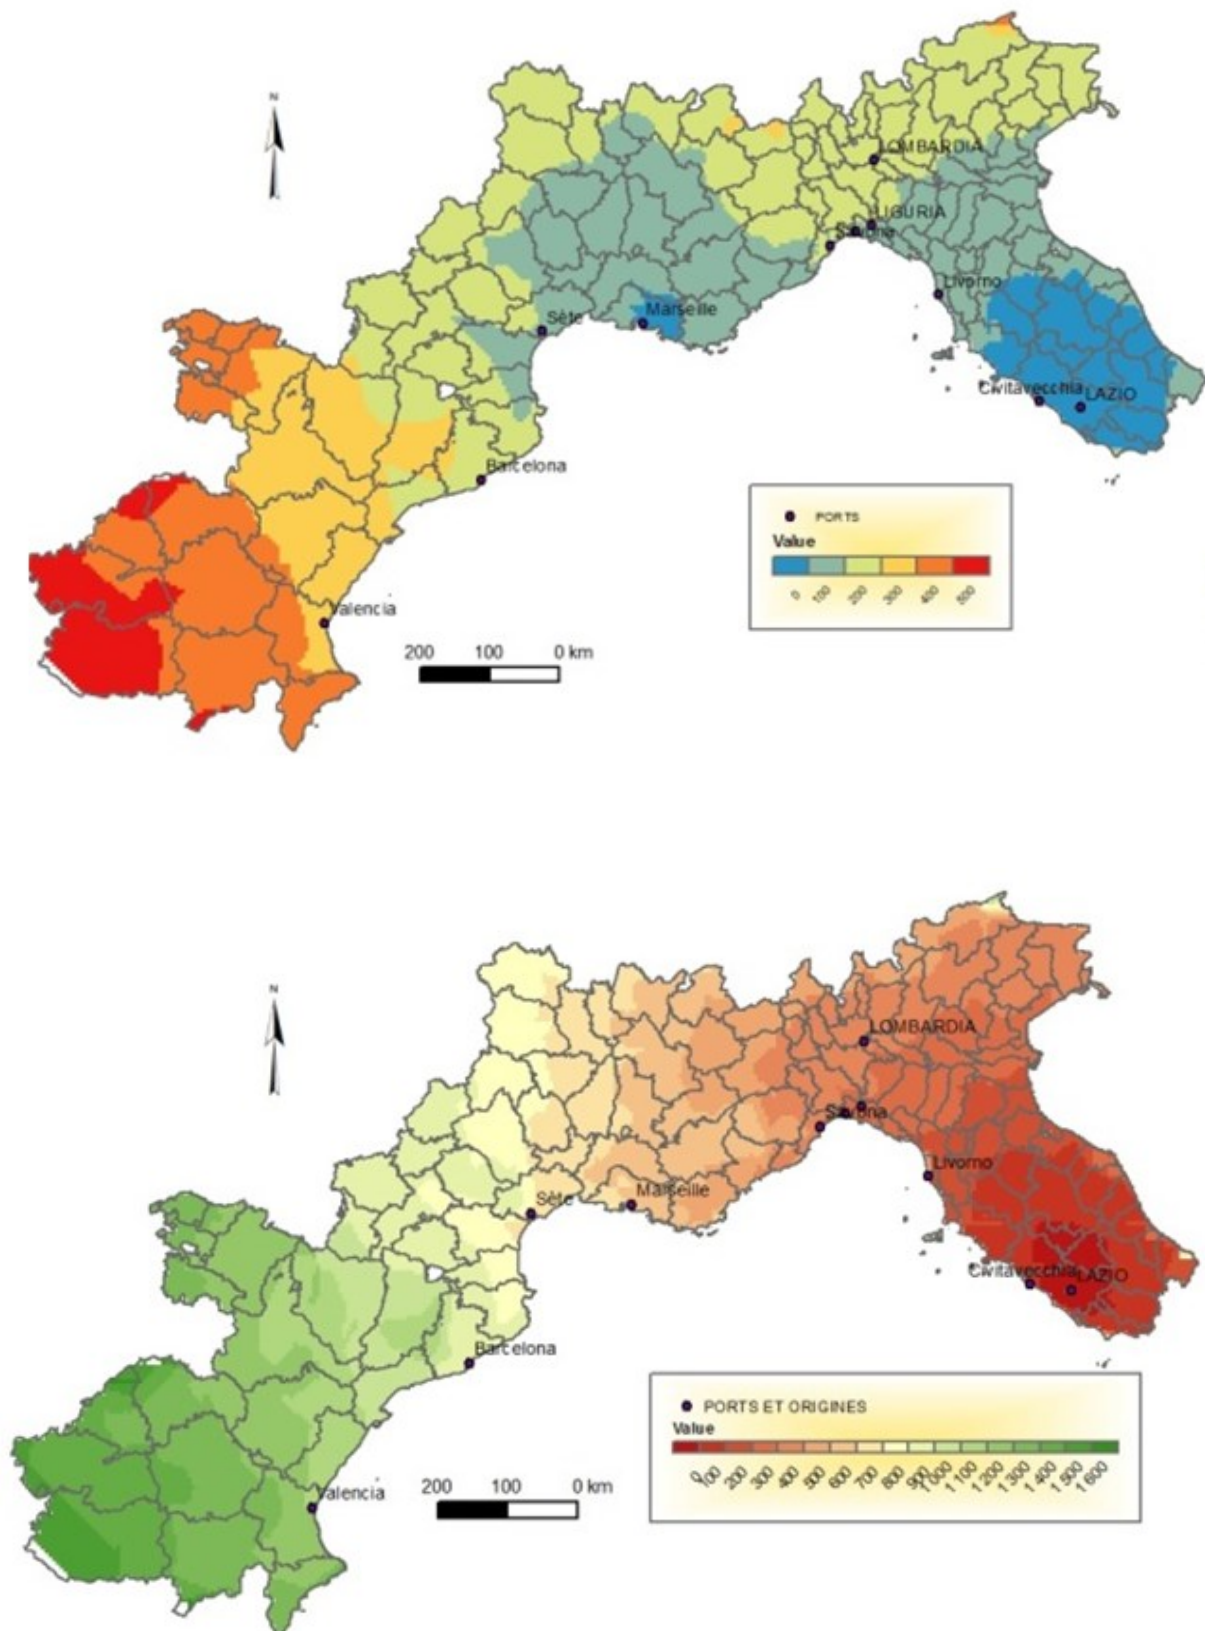 N
LOMBARDIA
LIGURIA
Savona
Livorno
Marseille
Sète
Civitavecchia
LAZIO
Barcelona
PORTS
Value
0 100 200 300 400 500
Valencia
200 100 0 km
N
LOMBARDIA
Savona
Livorno
Marseille
Sète
Civitavecchia
LAZIO
Barcelona
PORTS ET ORIGINES
Value
0 100 200 300 400 500 600 700 800 900 1 000 1 100 1 200 1 300 1 400 1 500 1 600
Valencia
200 100 0 km